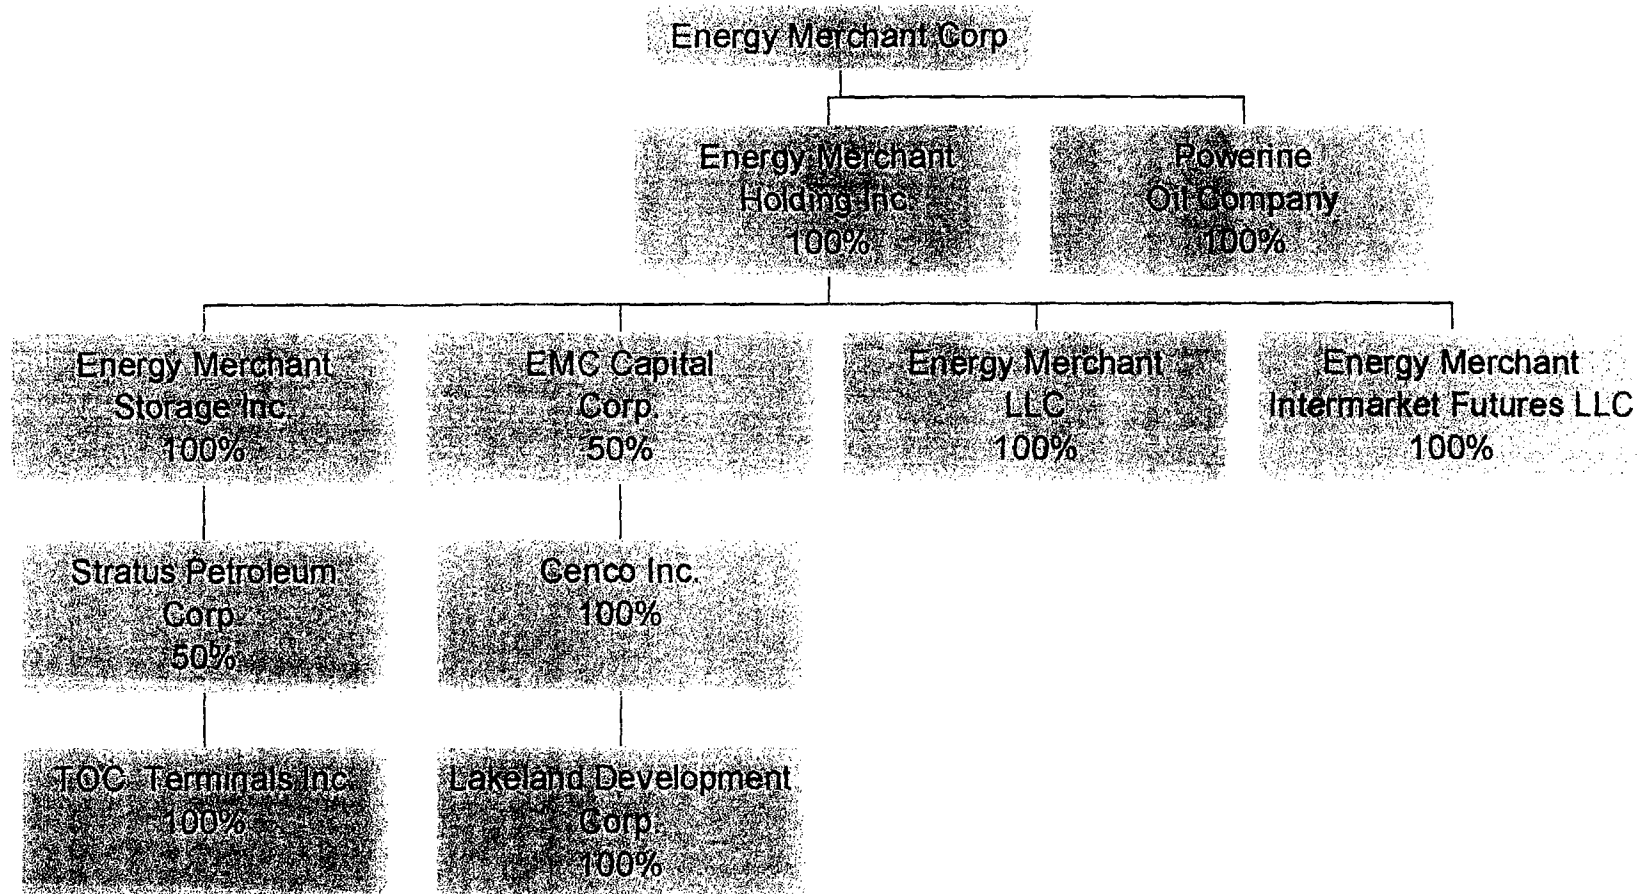 Energy Merchant Corp
Energy Merchant
Holding Inc.
100%
Powerine
Oil Company
100%
Energy Merchant
Storage Inc.
100%
EMC Capital
Corp.
50%
Energy Merchant
LLC
100%
Energy Merchant
Intermarket Futures LLC
100%
Stratus Petroleum
Corp.
50%
Cenco Inc.
100%
TOC Terminals Inc.
100%
Lakeland Development
Corp.
100%